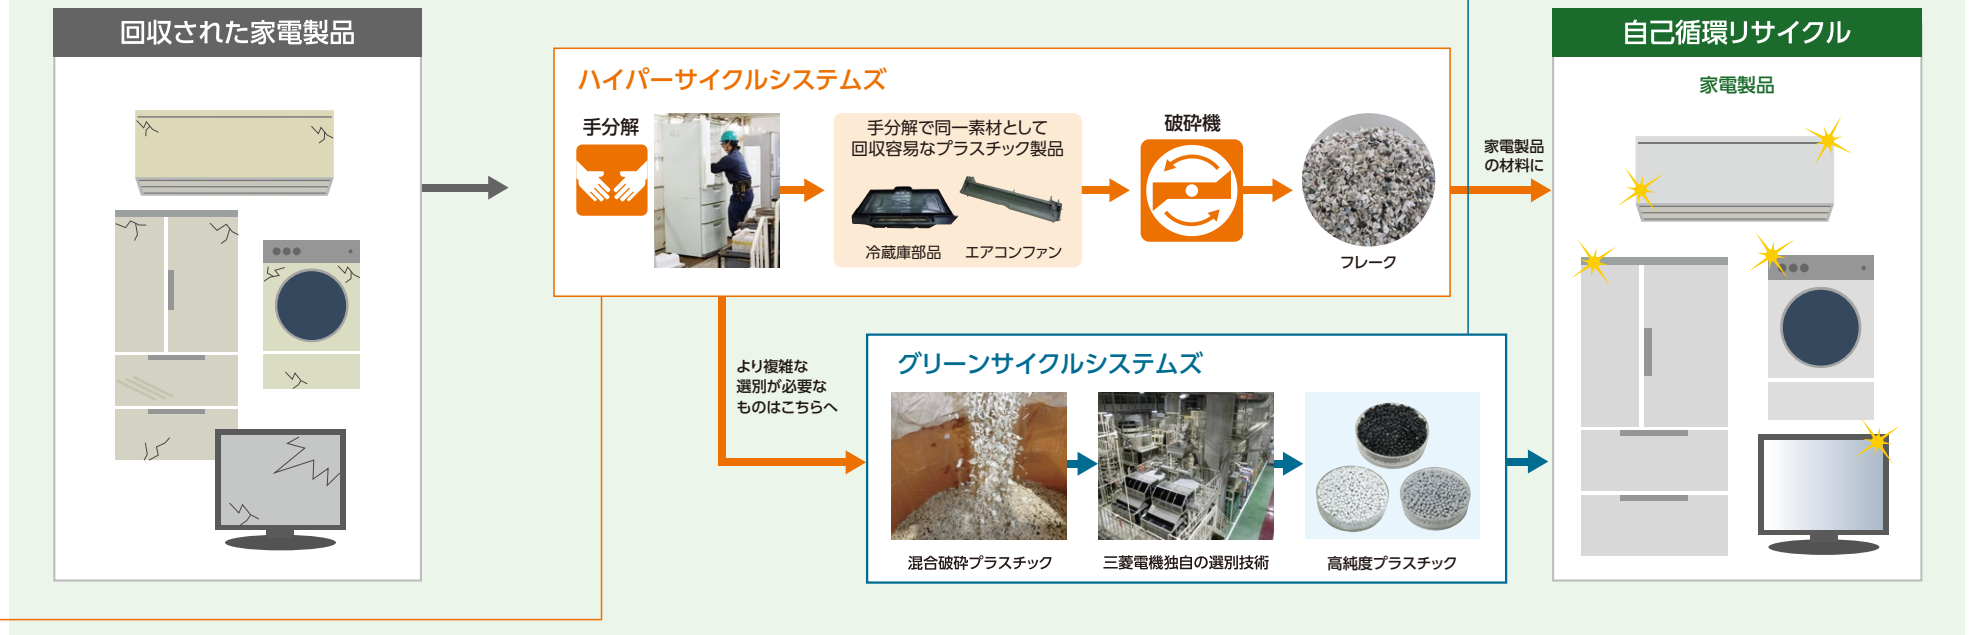 回収された家電製品
ハイパーサイクルシステムズ
手分解
手分解で同一素材として
回収容易なプラスチック製品
冷蔵庫部品
エアコンファン
破砕機
フレーク
家電製品
の材料に
より複雑な
選別が必要な
ものはこちらへ
グリーンサイクルシステムズ
混合破砕プラスチック
三菱電機独自の選別技術
高純度プラスチック
自己循環リサイクル
家電製品